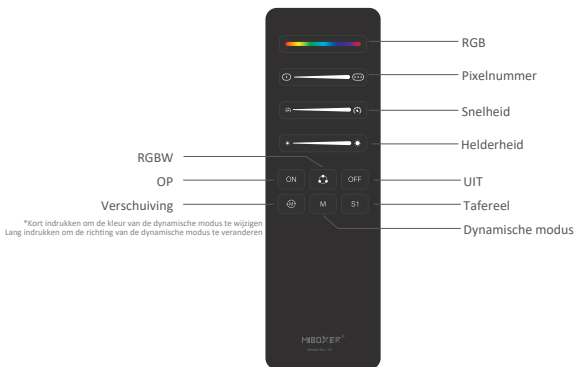 RGB
Pixelnummer
Snelheid
Helderheid
RGBW
OP
ON
OFF
UIT
Verschuiving
M
S1
Tafereel
*Kort indrukken om de kleur van de dynamische modus te wijzigen
Lang indrukken om de richting van de dynamische modus te veranderen
Dynamische modus
MiBOXER®